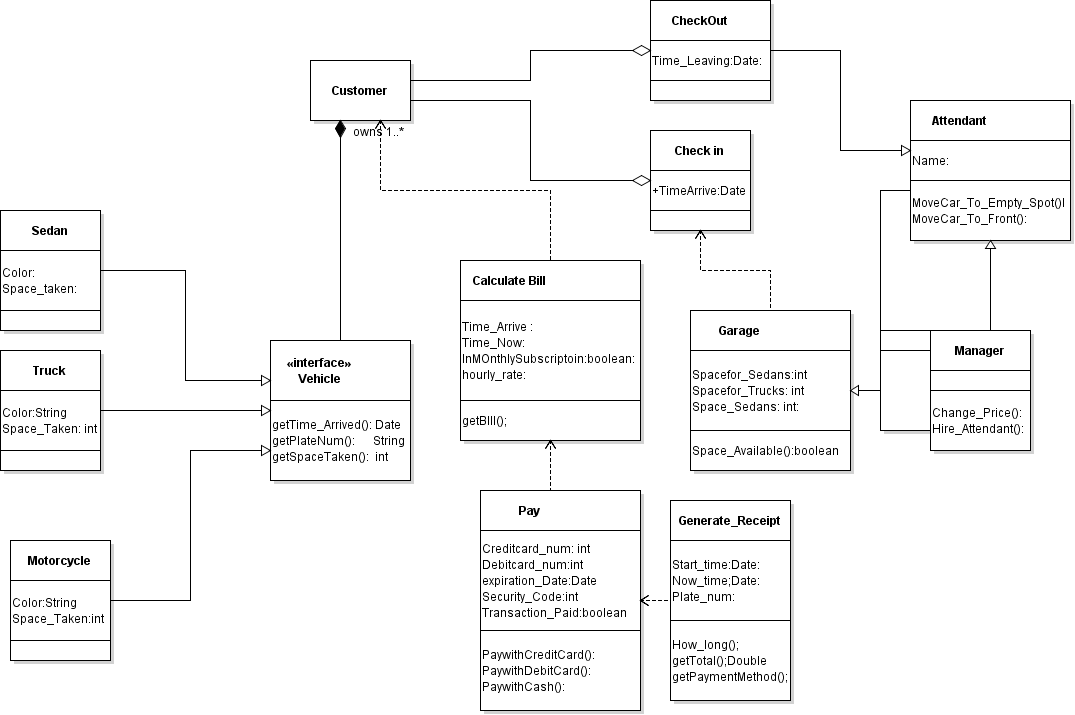 CheckOut
Time_Leaving:Date:
Customer
owns 1..*
Attendant
Name:
MoveCar_To_Empty_Spot()I
MoveCar_To_Front():
Check in
+TimeArrive:Date
Sedan
Color:
Space_taken:
Calculate Bill
Time_Arrive :
Time_Now:
InMOnthlySubscriptoin:boolean:
hourly_rate:
getBIll();
Garage
Spacefor_Sedans:int
Spacefor_Trucks: int
Space_Sedans: int:
Space_Available():boolean
Manager
Change_Price():
Hire_Attendant():
«interface»
Vehicle
getTime_Arrived(): Date
getPlateNum(): String
getSpaceTaken(): int
Truck
Color:String
Space_Taken: int
Pay
Creditcard_num: int
Debitcard_num:int
expiration_Date:Date
Security_Code:int
Transaction_Paid:boolean
PaywithCreditCard():
PaywithDebitCard():
PaywithCash():
Generate_Receipt
Start_time:Date:
Now_time;Date:
Plate_num:
How_long();
getTotal();Double
getPaymentMethod();
Motorcycle
Color:String
Space_Taken:int